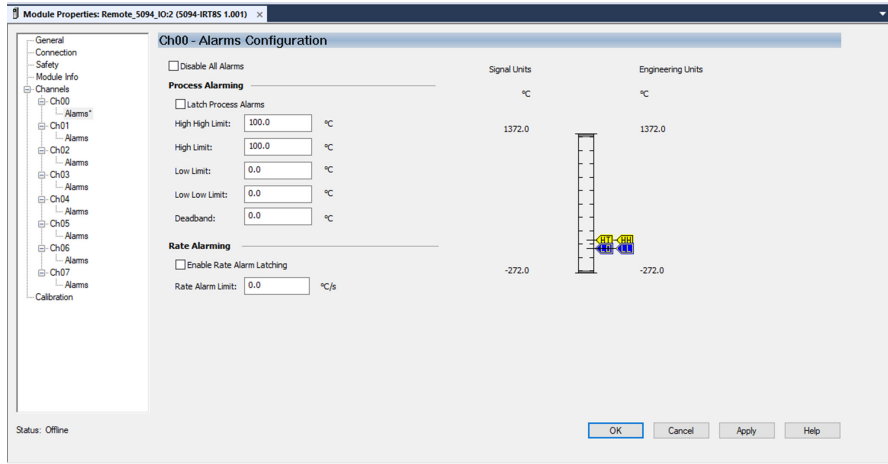 Module Properties: Remote_5094_IO:2 (5094-IRT8S 1.001) ×
General
Connection
Safety
Module Info
Channels
Ch00
Alarms*
Ch01
Alarms
Ch02
Alarms
Ch03
Alarms
Ch04
Alarms
Ch05
Alarms
Ch06
Alarms
Ch07
Alarms
Calibration
Ch00 - Alarms Configuration
Disable All Alarms
Process Alarming
Latch Process Alarms
High High Limit: 100.0 °C
High Limit: 100.0 °C
Low Limit: 0.0 °C
Low Low Limit: 0.0 °C
Deadband: 0.0 °C
Rate Alarming
Enable Rate Alarm Latching
Rate Alarm Limit: 0.0 °C/s
Signal Units Engineering Units
°C °C
1372.0 1372.0
HH
LL
-272.0 -272.0
Status: Offline
OK Cancel Apply Help